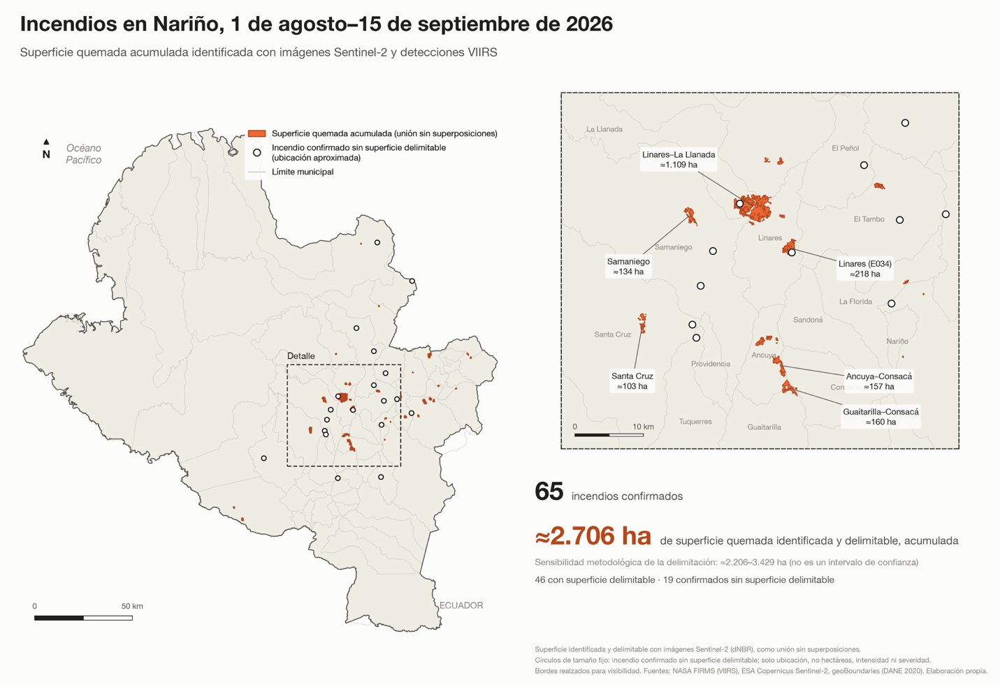 Incendios en Nariño, 1 de agosto–15 de septiembre de 2026
Superficie quemada acumulada identificada con imágenes Sentinel-2 y detecciones VIIRS
N
Océano
Pacífico
Superficie quemada acumulada (unión sin superposiciones)
Incendio confirmado sin superficie delimitable
(ubicación aproximada)
Límite municipal
Detalle
ECUADOR
0 50 km
La Llanada
El Peñol
Linares–La Llanada
≈1.109 ha
El Tambo
Linares
Samaniego
Samaniego
≈134 ha
Linares (E034)
≈218 ha
La Florida
Sandoná
Santa Cruz
Nariño
Ancuya
Providencia
Santa Cruz
≈103 ha
Ancuya–Consacá
≈157 ha
Guaitarilla–Consacá
≈160 ha
Tuquerres
Guaitarilla
0 10 km
65 incendios confirmados
≈2.706 ha de superficie quemada identificada y delimitable, acumulada
Sensibilidad metodológica de la delimitación: ≈2.206–3.429 ha (no es un intervalo de confianza)
46 con superficie delimitable · 19 confirmados sin superficie delimitable
Superficie identificada y delimitable con imágenes Sentinel-2 (dNBR), como unión sin superposiciones.
Círculos de tamaño fijo: incendio confirmado sin superficie delimitable; solo ubicación, no hectáreas, intensidad ni severidad.
Bordes realzados para visibilidad. Fuentes: NASA FIRMS (VIIRS), ESA Copernicus Sentinel-2, geoBoundaries (DANE 2020). Elaboración propia.